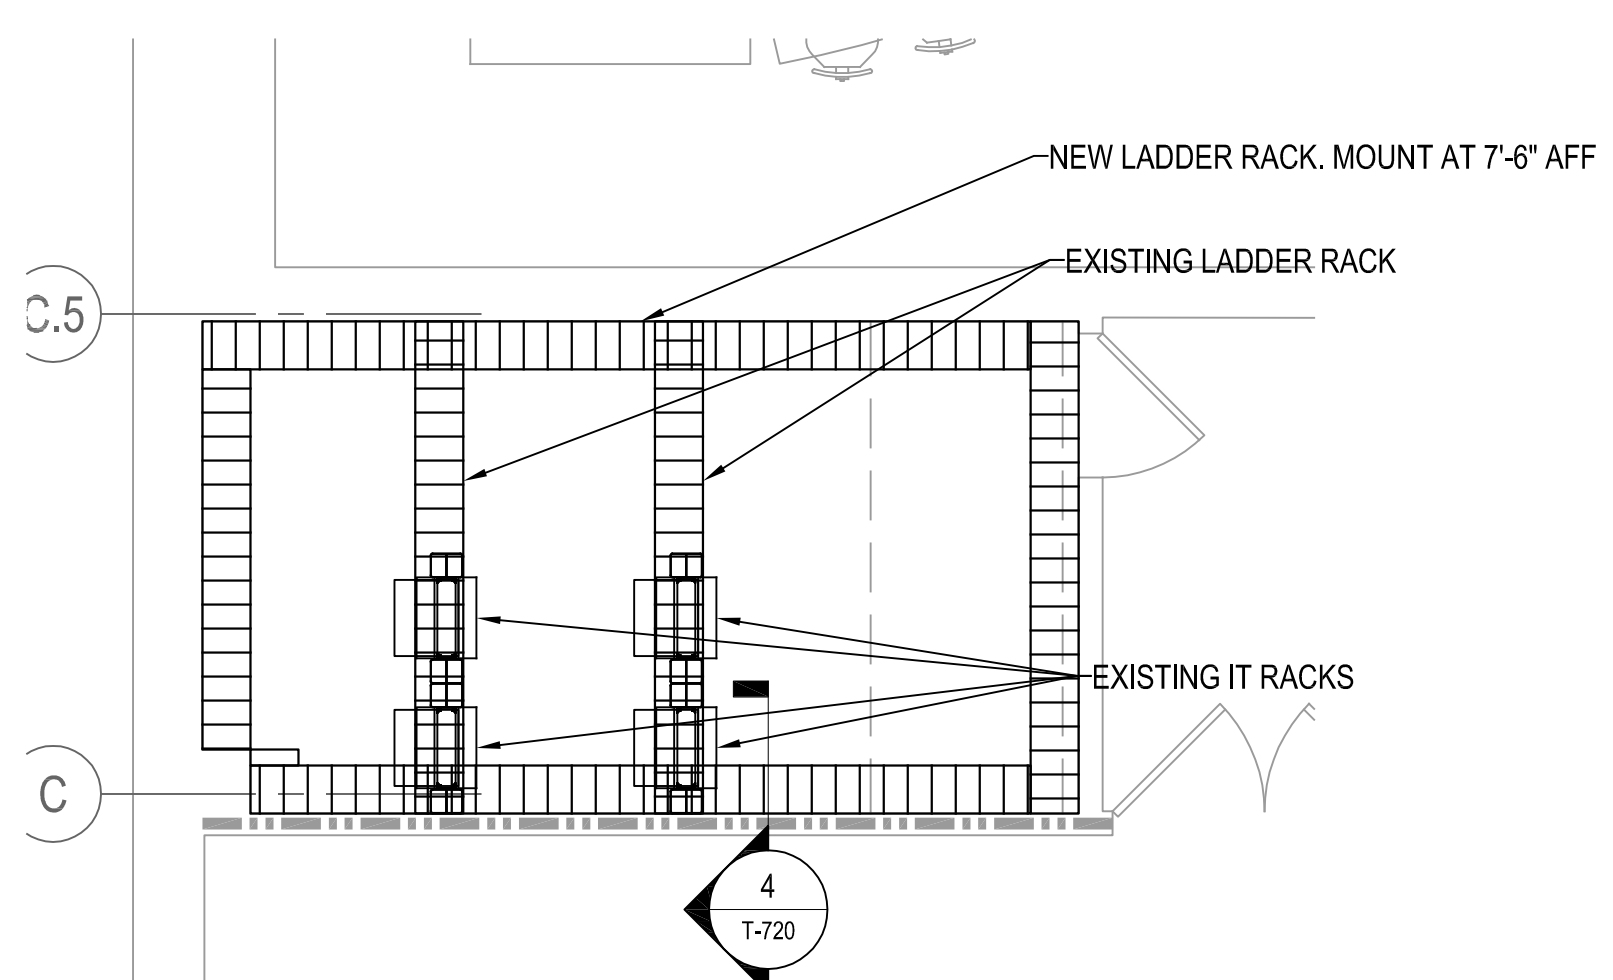 NEW LADDER RACK. MOUNT AT 7'-6" AFF
EXISTING LADDER RACK
C.5
EXISTING IT RACKS
C
4
T-720